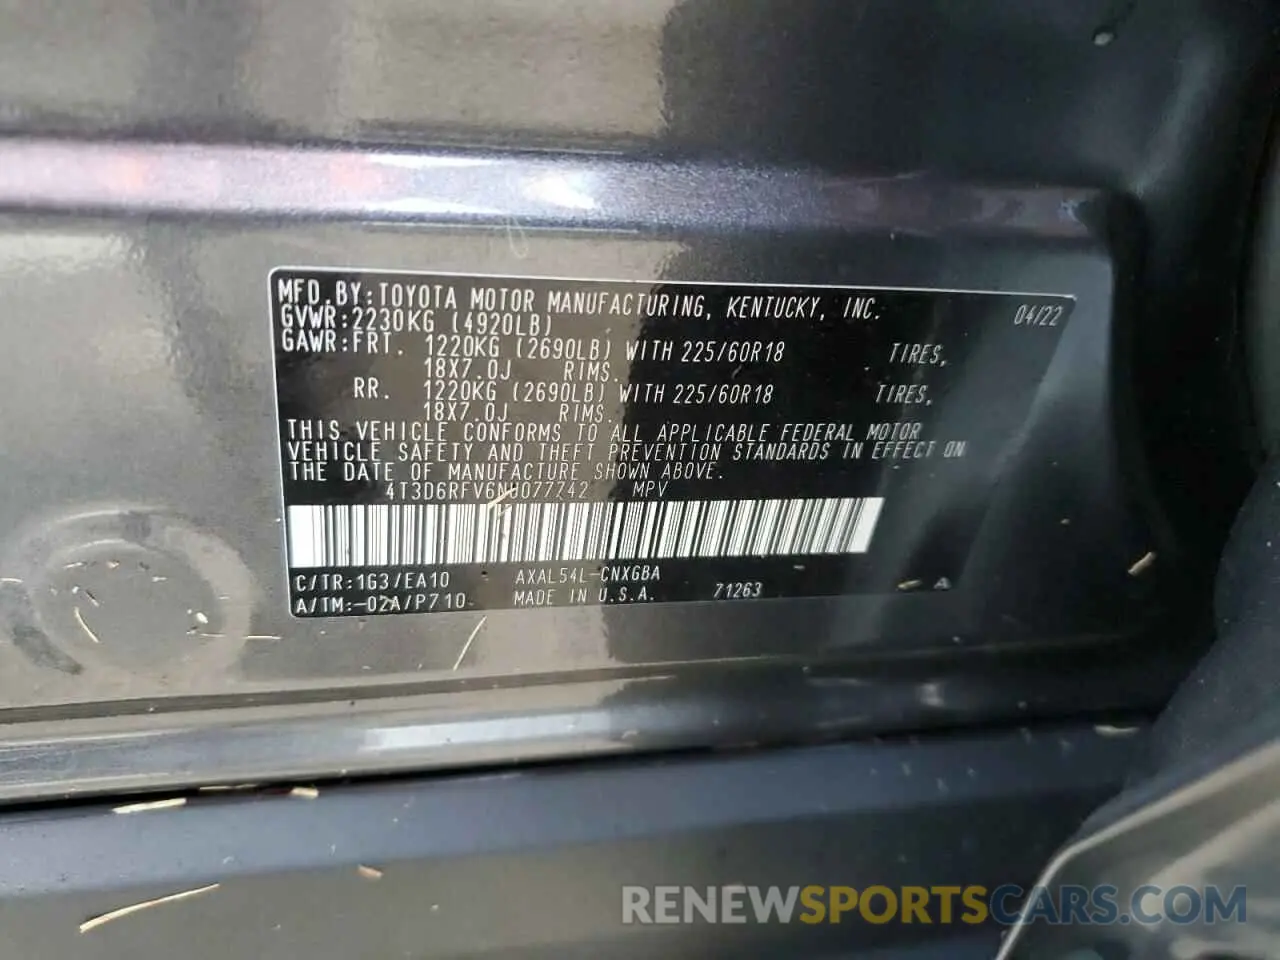 MFD.BY:TOYOTA MOTOR MANUFACTURING, KENTUCKY, INC. 04/22
GVWR:2230KG (4920LB)
GAWR:FRT. 1220KG (2690LB) WITH 225/60R18 TIRES,
18X7.0J RIMS.
RR. 1220KG (2690LB) WITH 225/60R18 TIRES,
18X7.0J RIMS.
THIS VEHICLE CONFORMS TO ALL APPLICABLE FEDERAL MOTOR
VEHICLE SAFETY AND THEFT PREVENTION STANDARDS IN EFFECT ON
THE DATE OF MANUFACTURE SHOWN ABOVE.
4T3D6RFV6NU077742 MPV
C/TR:1G3/EA10 AXAL54L-CNXGBA
A/TM:-02A/P710 MADE IN U.S.A. 71263 A
RENEWSPORTSCARS.COM